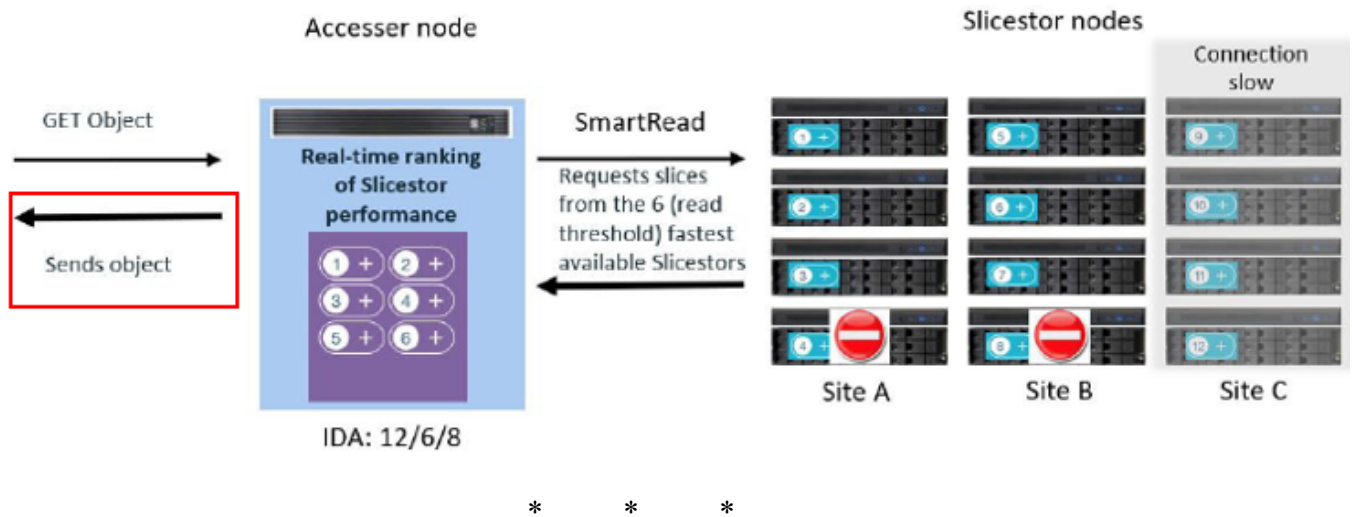 Accesser node
Slicestor nodes
Connection
slow
GET Object
Sends object
Real-time ranking
of Slicestor
performance
1 + 2 +
3 + 4 +
5 + 6 +
IDA: 12/6/8
SmartRead
Requests slices
from the 6 (read
threshold) fastest
available Slicestors
1 + 5 + 9 +
2 + 6 + 10 +
3 + 7 + 11 +
4 + 8 + 12 +
Site A Site B Site C
* * *